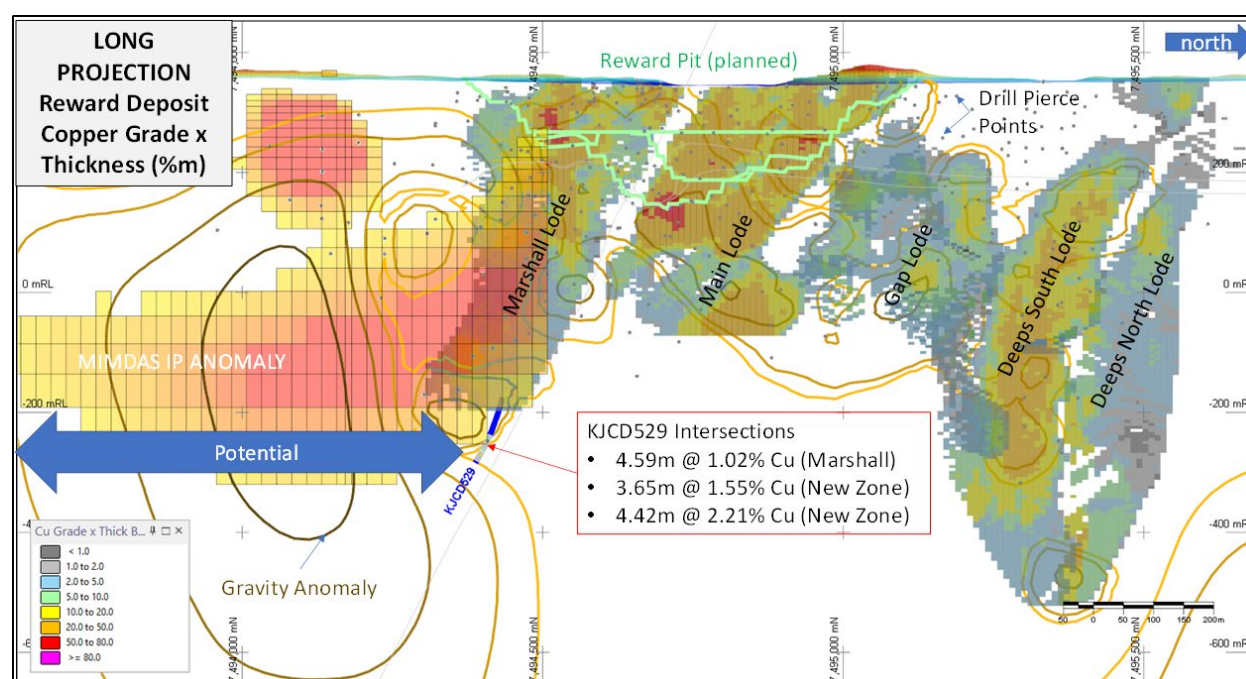 LONG
PROJECTION
Reward Deposit
Copper Grade x
Thickness (%m)
north
Reward Pit (planned)
Drill Pierce
Points
7,494,500 mN
7,495,000 mN
7,495,500 mN
200 mRL
0 mRL
0 mRL
Marshall Lode
Main Lode
Gap Lode
Deeps South Lode
Deeps North Lode
MIMDAS IP ANOMALY
-200 mRL
-200 mRL
Potential
KJCD529
KJCD529 Intersections
• 4.59m @ 1.02% Cu (Marshall)
• 3.65m @ 1.55% Cu (New Zone)
• 4.42m @ 2.21% Cu (New Zone)
-400 mRL
Gravity Anomaly
Cu Grade x Thick B...
< 1.0
1.0 to 2.0
2.0 to 5.0
5.0 to 10.0
10.0 to 20.0
20.0 to 50.0
50.0 to 80.0
>= 80.0
50 0 50 100 150 200m
-600 mRL
7,494,000 mN
7,494,500 mN
7,495,000 mN
7,495,500 mN